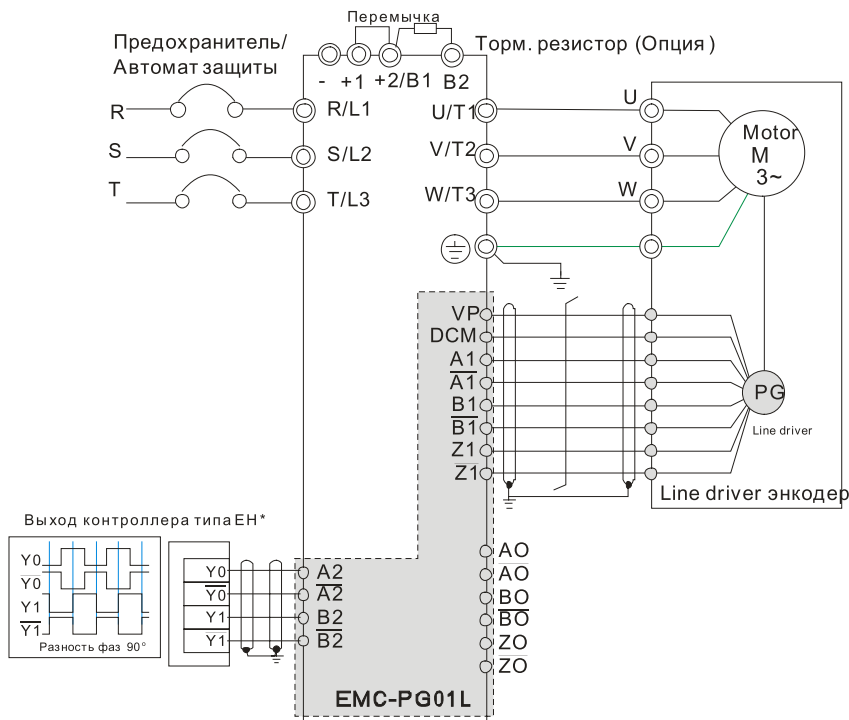 Перемычка
Предохранитель/
Автомат защиты
Торм. резистор (Опция)
- +1 +2/B1 B2
R R/L1 U/T1 U
S S/L2 V/T2 V
T T/L3 W/T3 W
Motor
M
3~
VP
DCM
A1
A1
B1
B1
Z1
Z1
PG
Line driver
Line driver энкодер
Выход контроллера типа EH*
Y0
Y0
Y1
Y1
Разность фаз 90°
Y0 A2
Y0 A2
Y1 B2
Y1 B2
AO
AO
BO
BO
ZO
ZO
EMC-PG01L